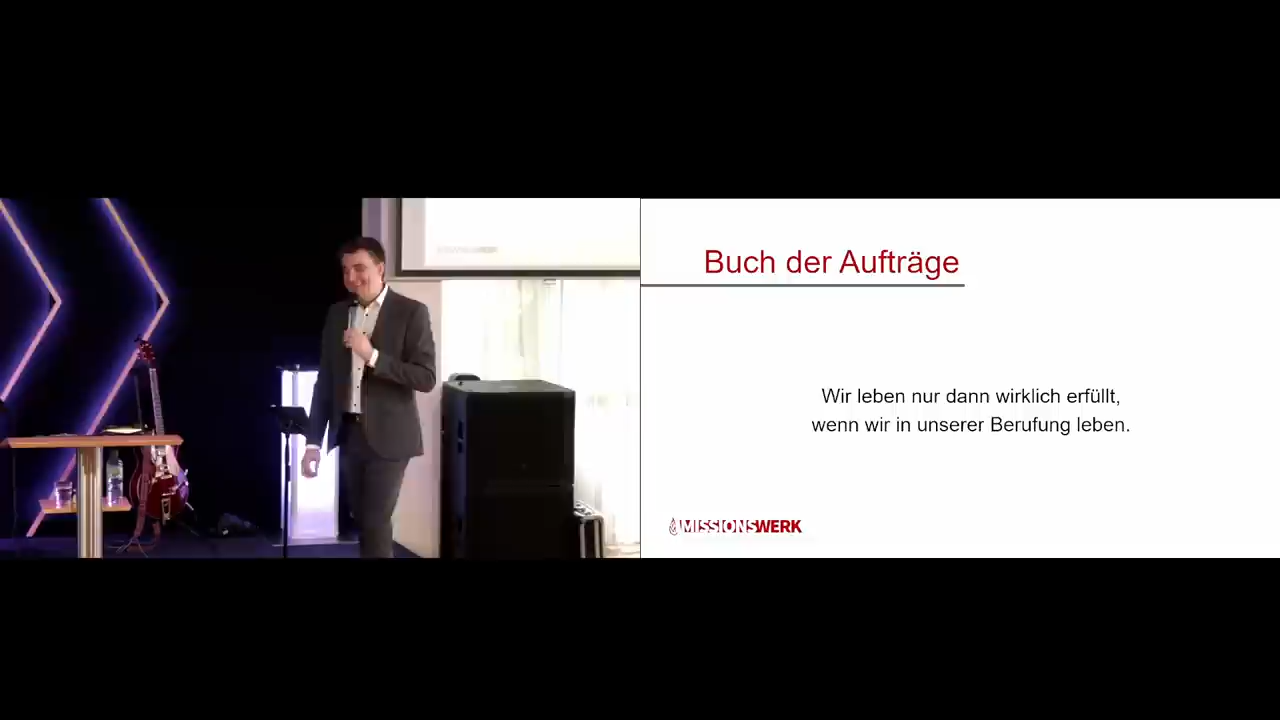 Buch der Aufträge
Wir leben nur dann wirklich erfüllt,
wenn wir in unserer Berufung leben.
MISSIONSWERK